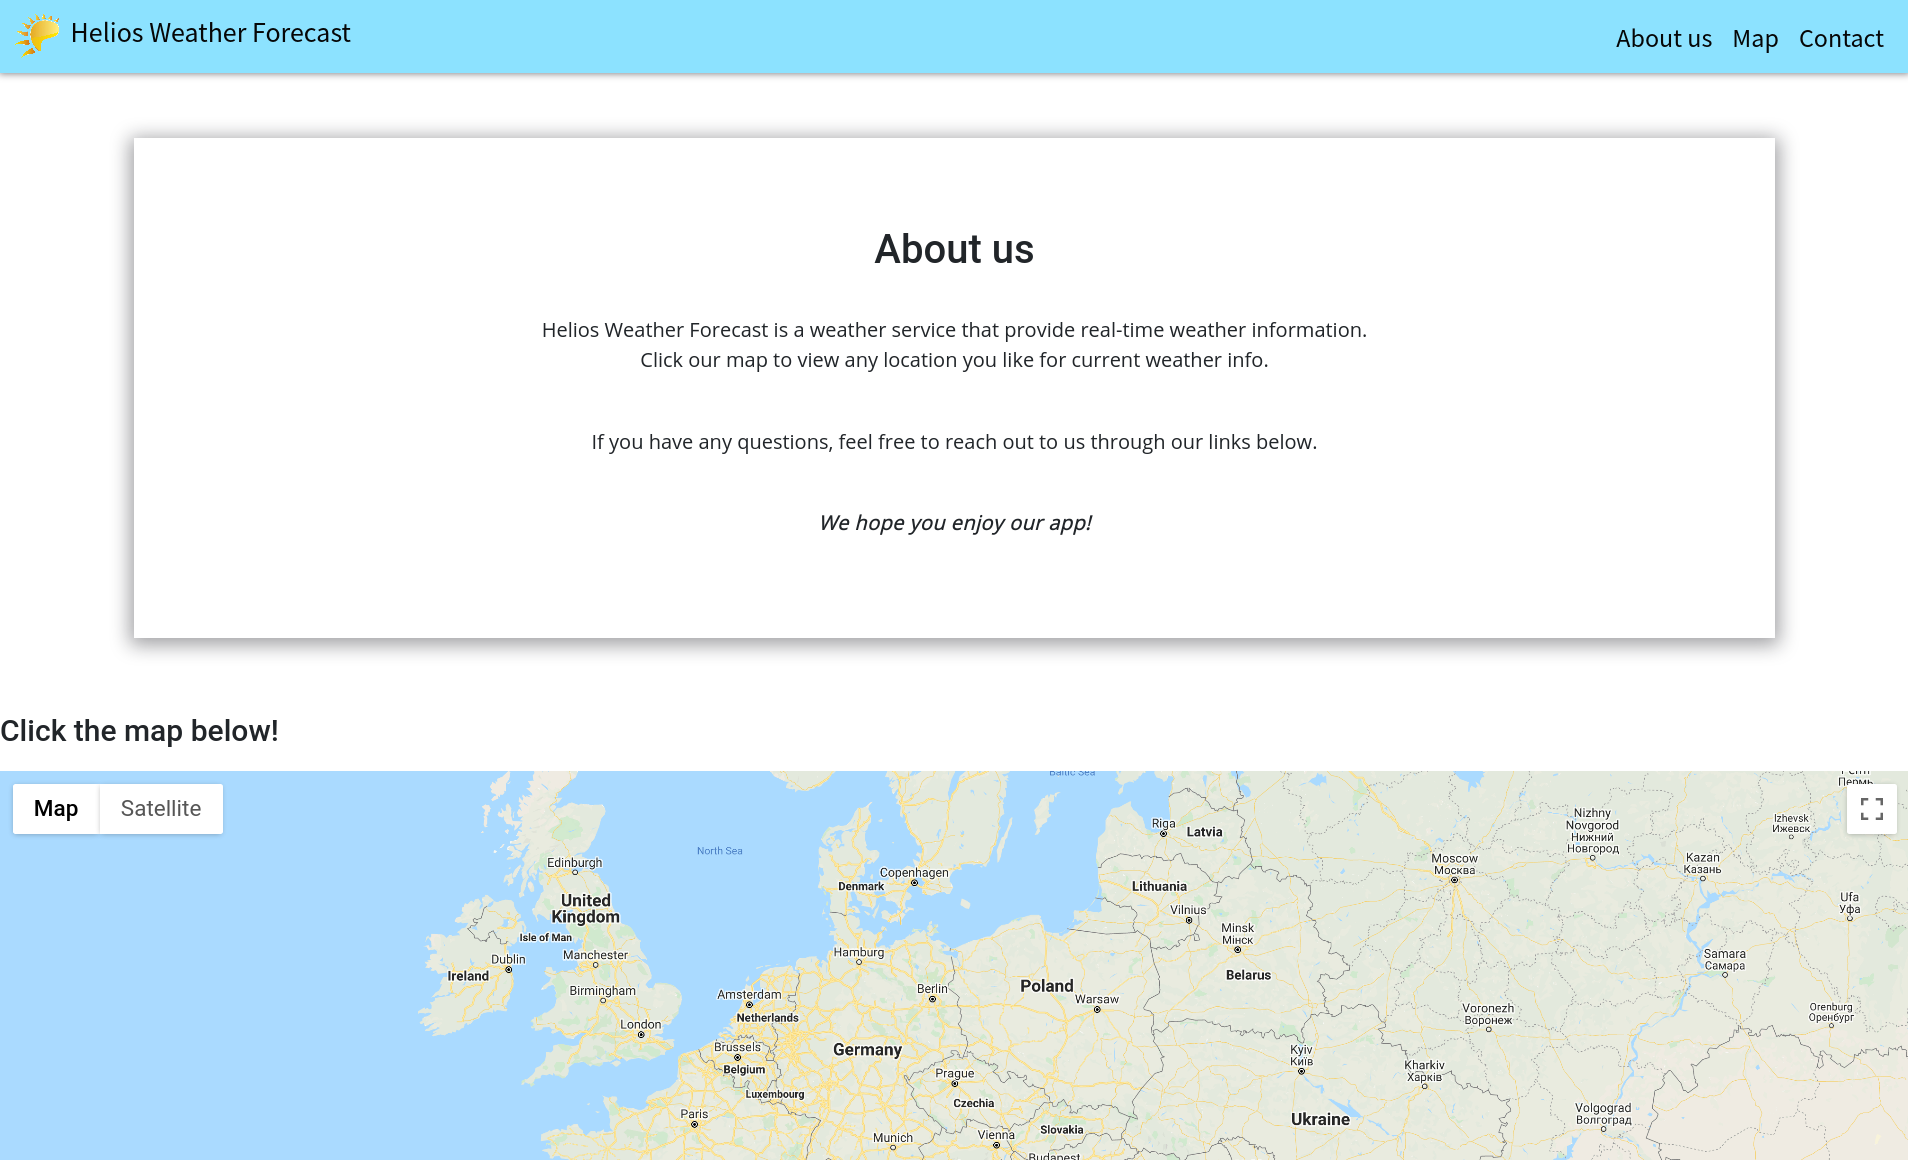 Helios Weather Forecast
About us
Map
Contact
About us
Helios Weather Forecast is a weather service that provide real-time weather information.
Click our map to view any location you like for current weather info.
If you have any questions, feel free to reach out to us through our links below.
We hope you enjoy our app!
Click the map below!
Map
Satellite
Baltic Sea
Perm
Пермь
Nizhny
Novgorod
Нижний
Новгород
Izhevsk
Ижевск
Riga
Latvia
North Sea
Edinburgh
Moscow
Москва
Kazan
Казань
Copenhagen
Denmark
Lithuania
United
Kingdom
Ufa
Уфа
Vilnius
Minsk
Мінск
Isle of Man
Hamburg
Manchester
Dublin
Samara
Самара
Ireland
Belarus
Poland
Birmingham
Berlin
Amsterdam
Warsaw
Netherlands
Voronezh
Воронеж
Orenburg
Оренбург
London
Brussels
Germany
Kyiv
Київ
Belgium
Prague
Kharkiv
Харків
Luxembourg
Czechia
Paris
Ukraine
Volgograd
Волгоград
Slovakia
Munich
Vienna
Budapest